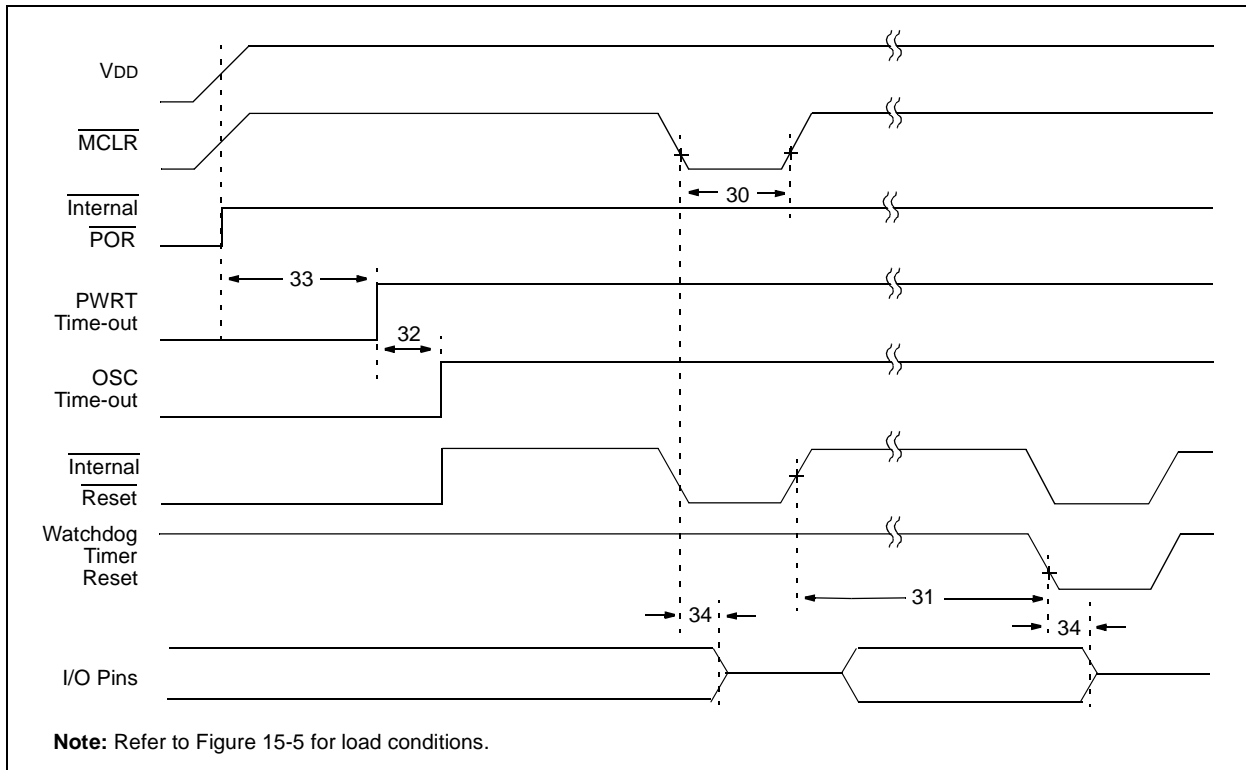 VDD
MCLR
Internal
POR
30
33
PWRT
Time-out
32
OSC
Time-out
Internal
Reset
Watchdog
Timer
Reset
31
34
34
I/O Pins
Note: Refer to Figure 15-5 for load conditions.